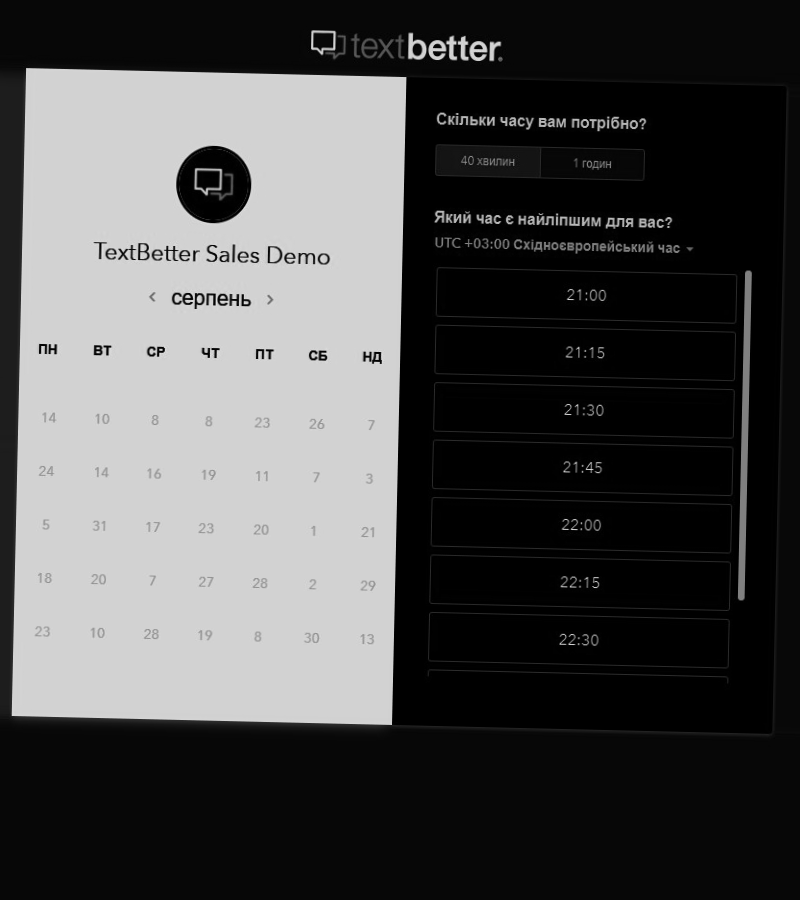 textbetter.
TextBetter Sales Demo
серпень
ПН ВТ СР ЧТ ПТ СБ НД
14 10 8 8 23 26 7
24 14 16 19 11 7 3
5 31 17 23 20 1 21
18 20 7 27 28 2 29
23 10 28 19 8 30 13
Скільки часу вам потрібно?
40 хвилин 1 годин
Який час є найліпшим для вас?
UTC +03:00 Східноєвропейський час
21:00
21:15
21:30
21:45
22:00
22:15
22:30